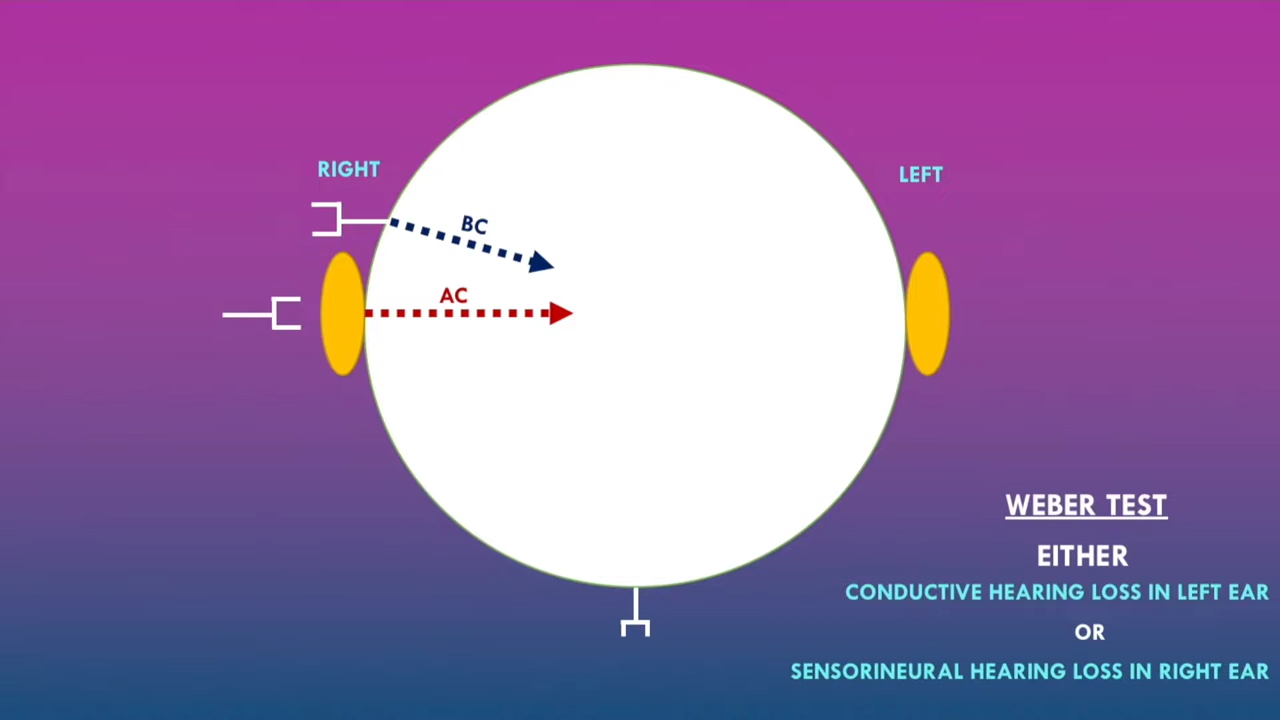 RIGHT
LEFT
BC
AC
WEBER TEST
EITHER
CONDUCTIVE HEARING LOSS IN LEFT EAR
OR
SENSORINEURAL HEARING LOSS IN RIGHT EAR